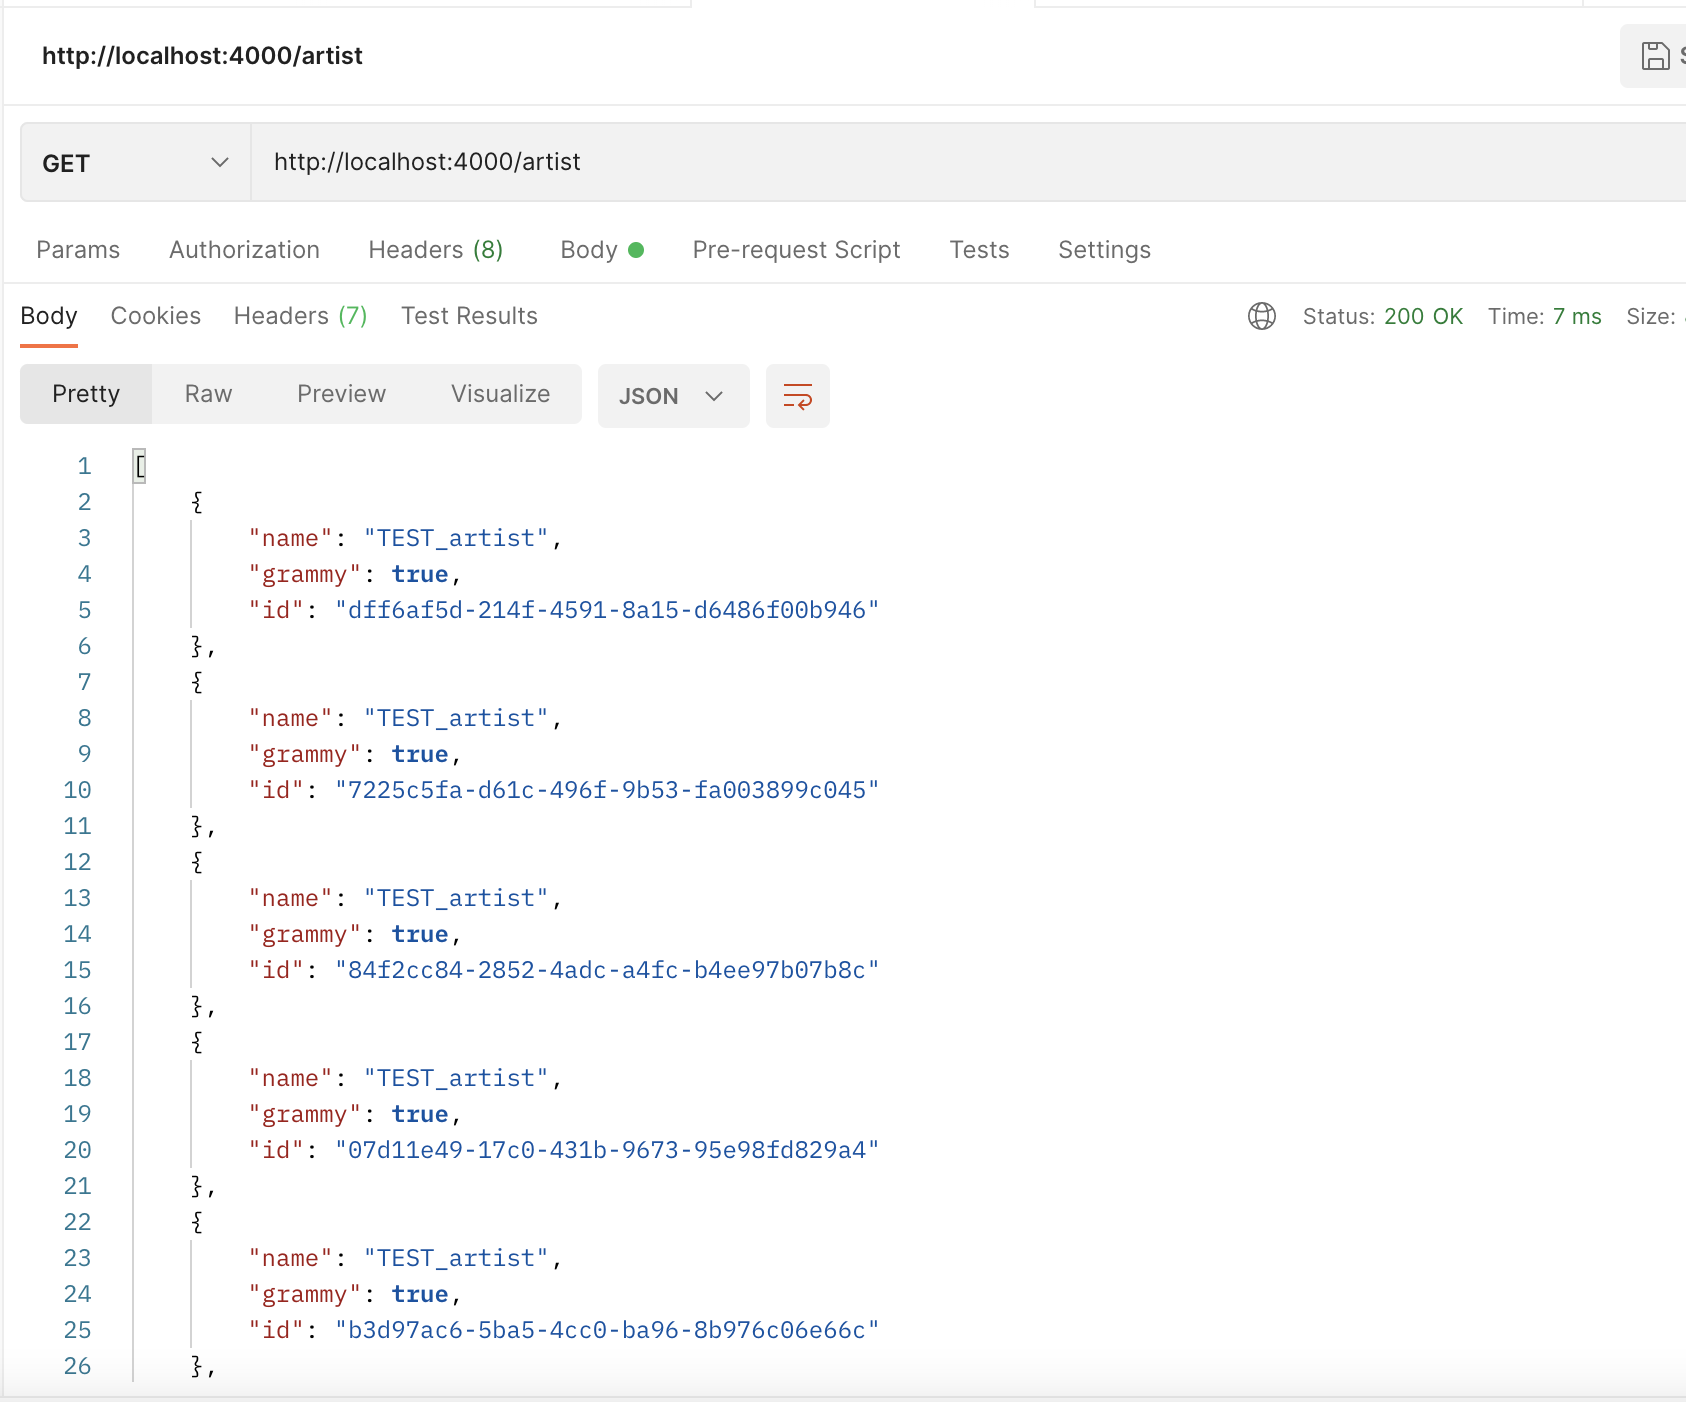 http://localhost:4000/artist
GET http://localhost:4000/artist
Params Authorization Headers (8) Body Pre-request Script Tests Settings
Body Cookies Headers (7) Test Results Status: 200 OK Time: 7 ms Size:
Pretty Raw Preview Visualize JSON
1 [
2 {
3 "name": "TEST_artist",
4 "grammy": true,
5 "id": "dff6af5d-214f-4591-8a15-d6486f00b946"
6 },
7 {
8 "name": "TEST_artist",
9 "grammy": true,
10 "id": "7225c5fa-d61c-496f-9b53-fa003899c045"
11 },
12 {
13 "name": "TEST_artist",
14 "grammy": true,
15 "id": "84f2cc84-2852-4adc-a4fc-b4ee97b07b8c"
16 },
17 {
18 "name": "TEST_artist",
19 "grammy": true,
20 "id": "07d11e49-17c0-431b-9673-95e98fd829a4"
21 },
22 {
23 "name": "TEST_artist",
24 "grammy": true,
25 "id": "b3d97ac6-5ba5-4cc0-ba96-8b976c06e66c"
26 },